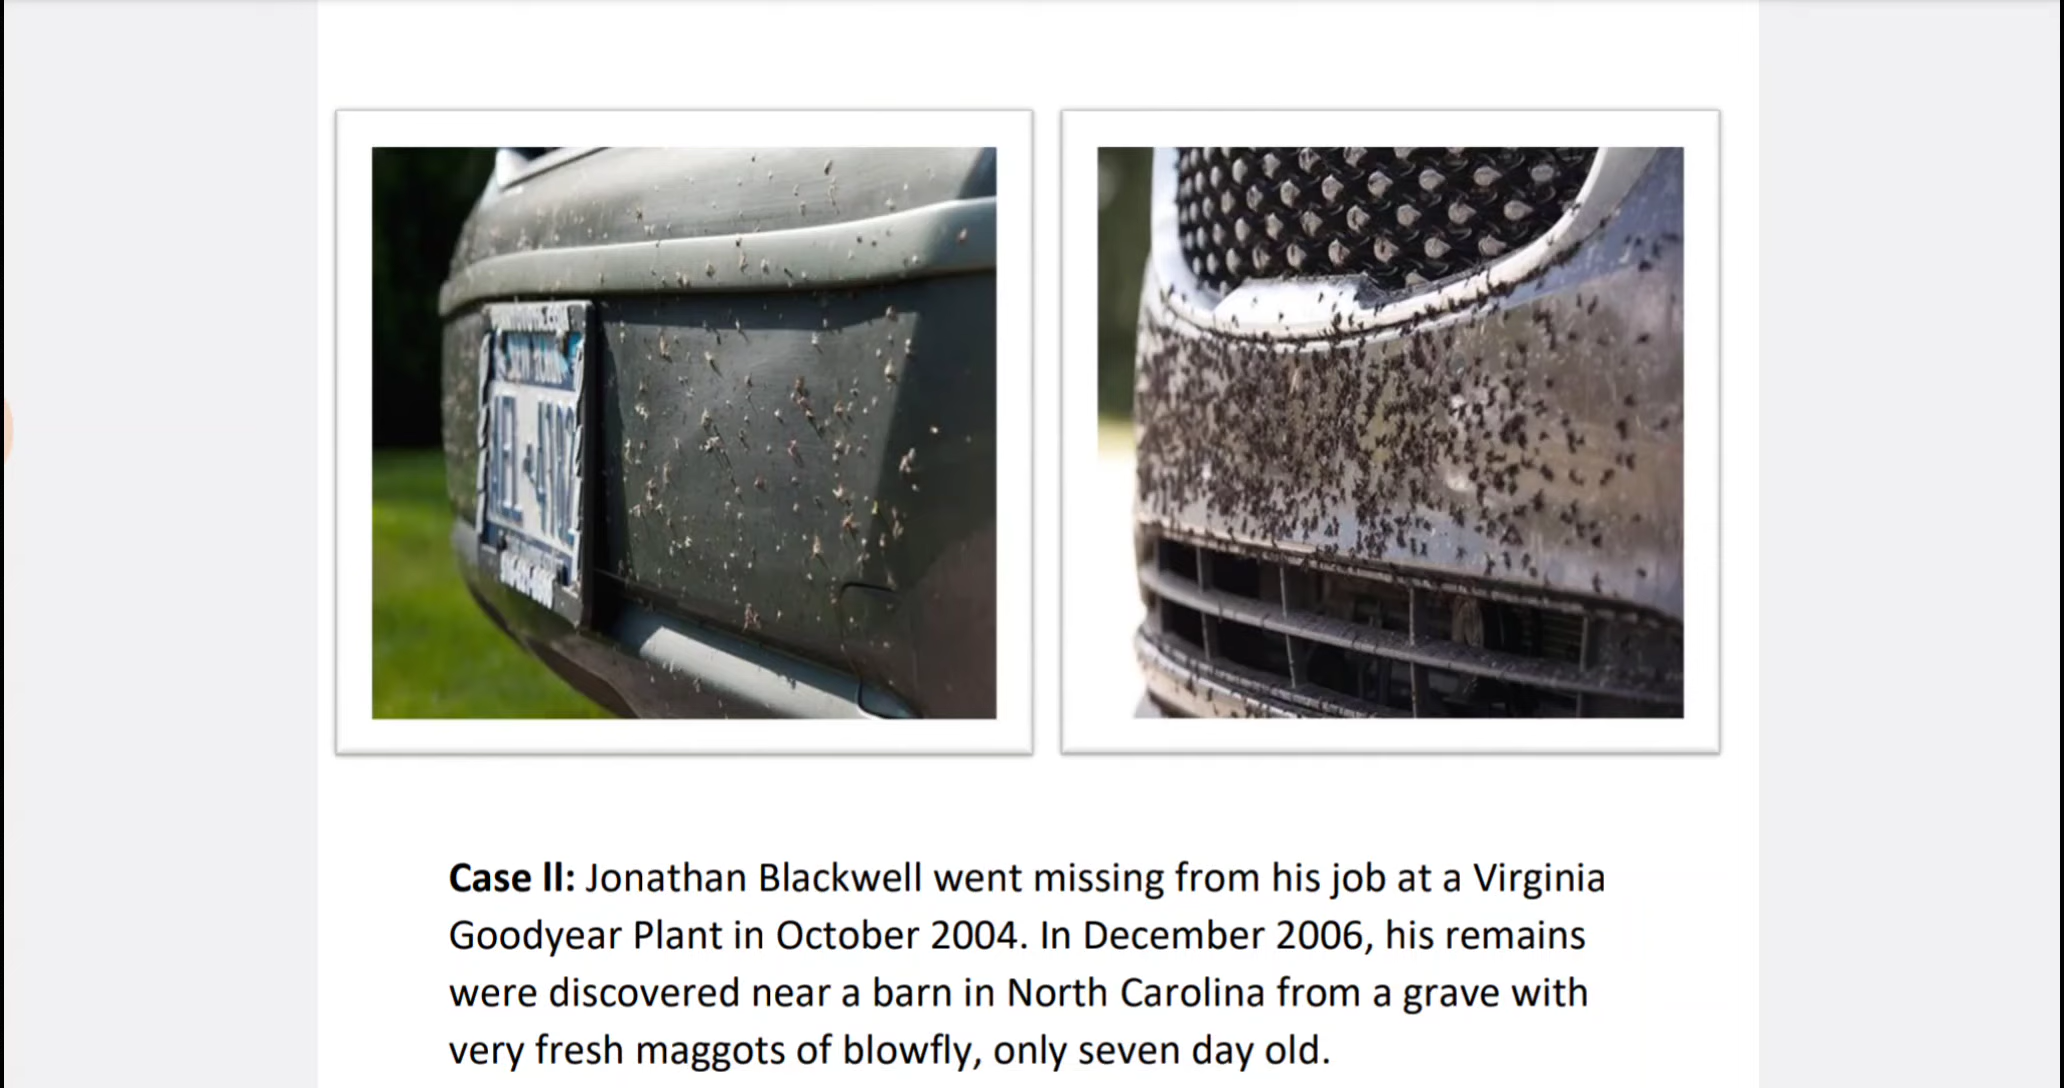 Case ll: Jonathan Blackwell went missing from his job at a Virginia
Goodyear Plant in October 2004. In December 2006, his remains
were discovered near a barn in North Carolina from a grave with
very fresh maggots of blowfly, only seven day old.